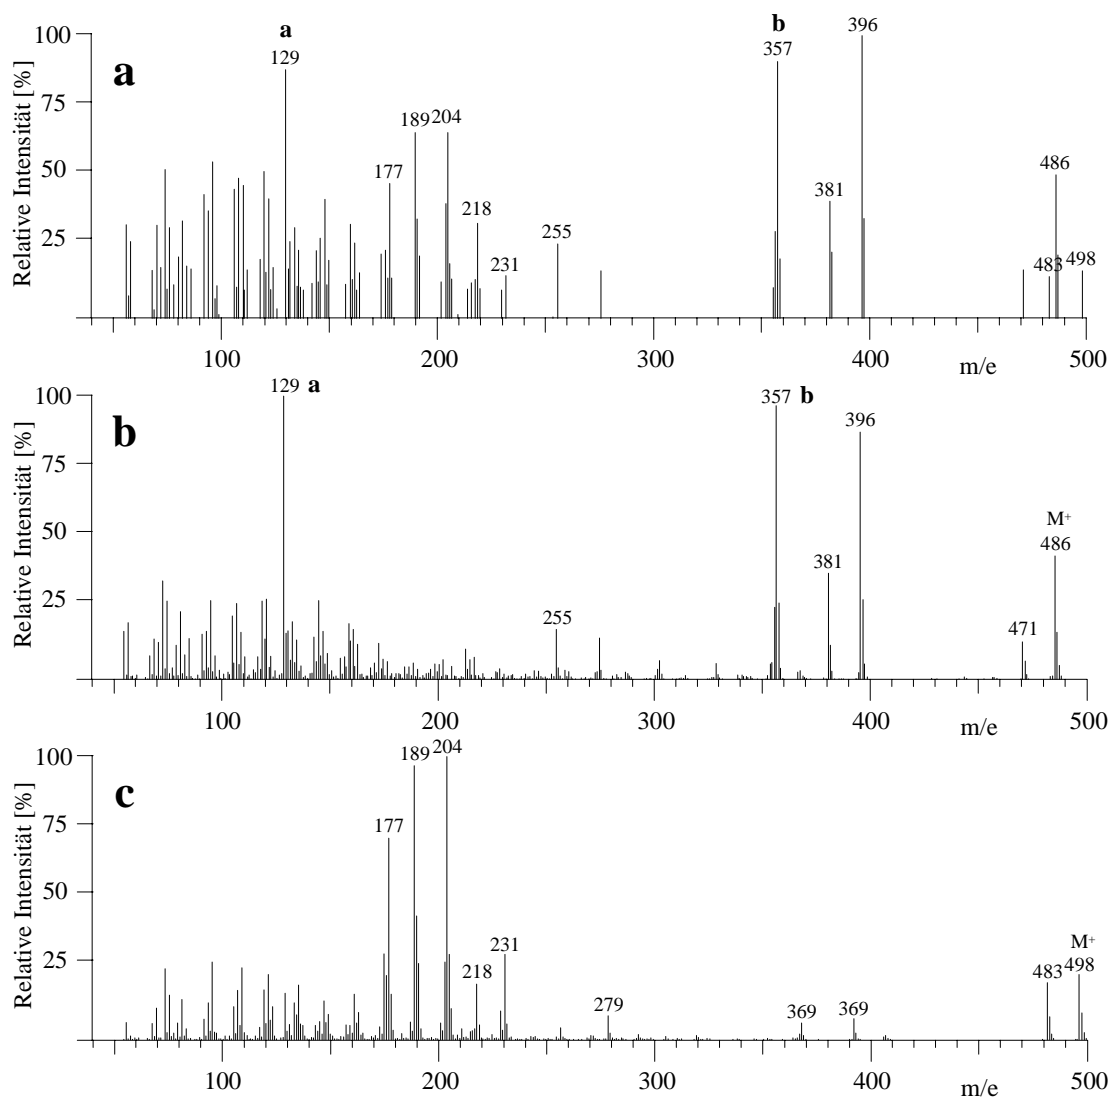 a b 396
100 129 357
a
75
189 204
50 177 486
381
218
25 255 231 483 498
Relative Intensität [%]
100 200 300 400 m/e 500
100 129 a 357 b
b 396
75
M+
50 486
381
25 255 471
Relative Intensität [%]
100 200 300 400 m/e 500
100 189 204
c
75 177
50
M+
25 231 218 483 498
279 369 369
Relative Intensität [%]
100 200 300 400 m/e 500